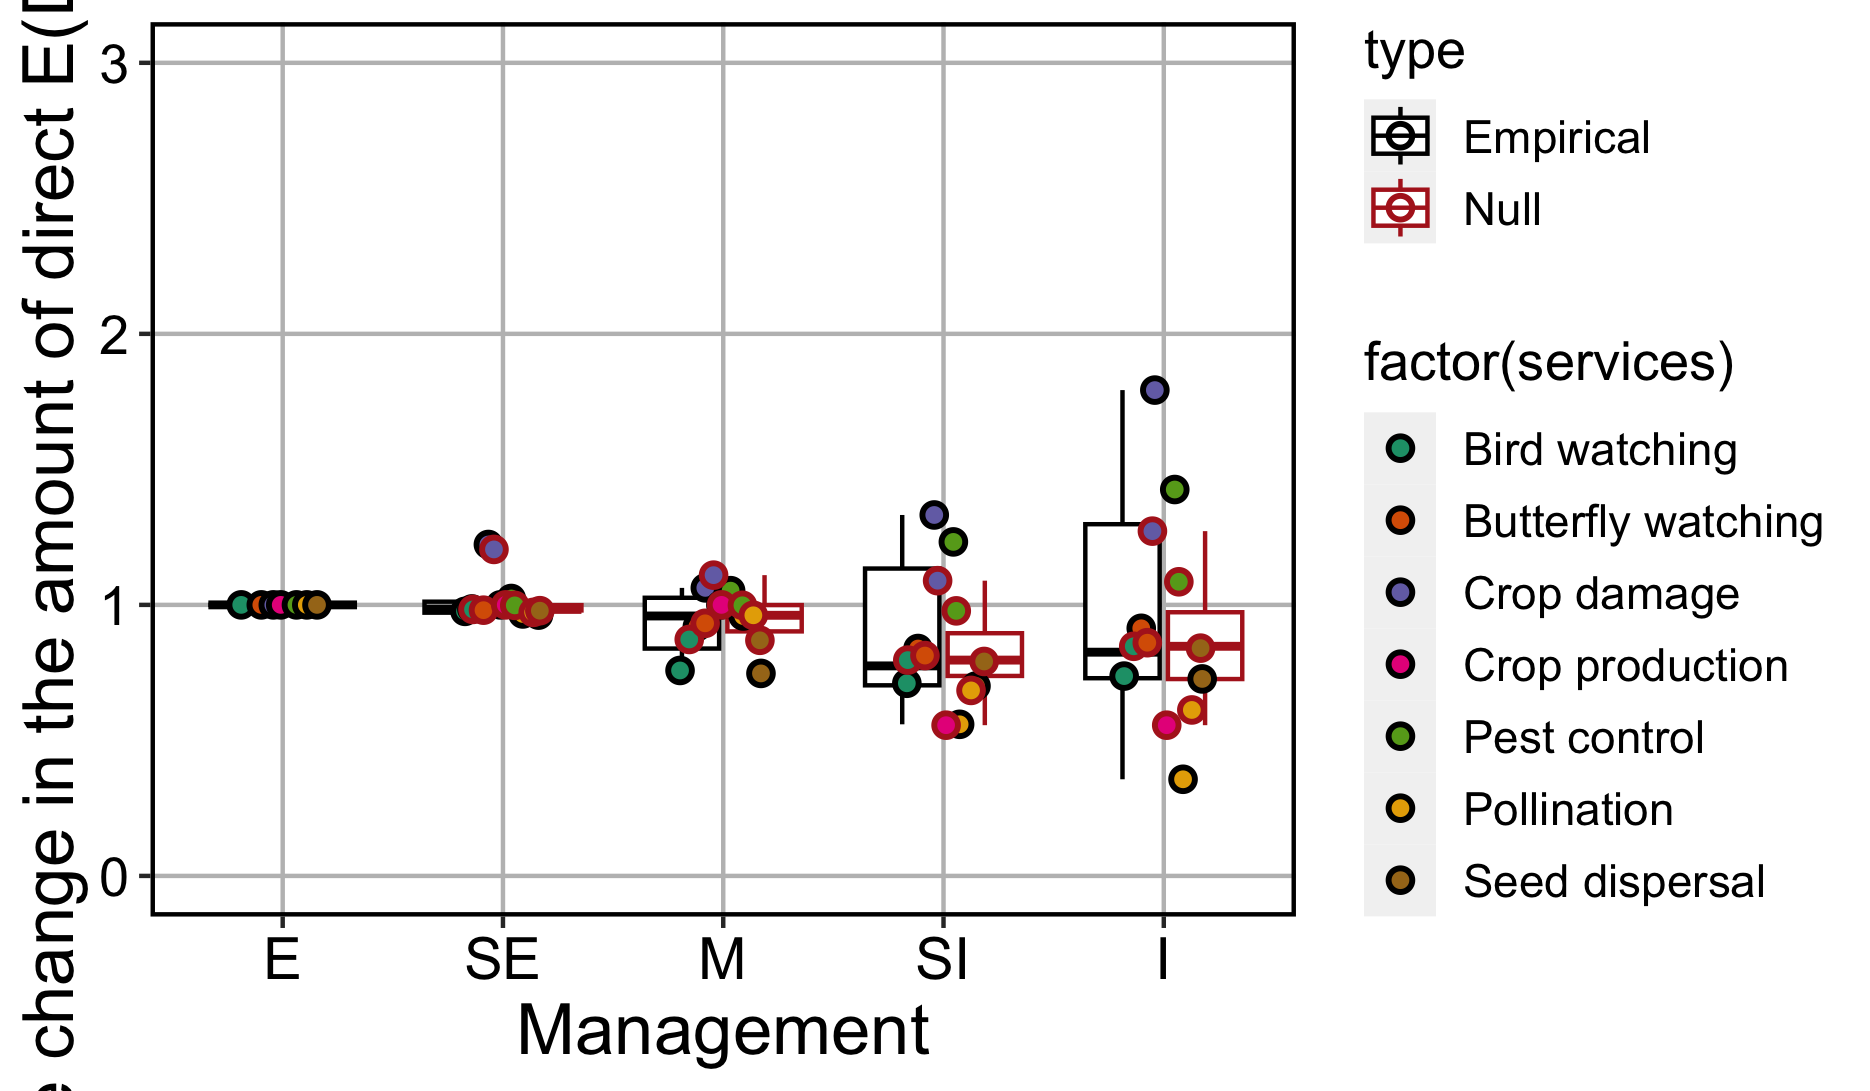 change in the amount of direct E(
3
2
1
0
E SE M SI I
Management
type
Empirical
Null
factor(services)
Bird watching
Butterfly watching
Crop damage
Crop production
Pest control
Pollination
Seed dispersal